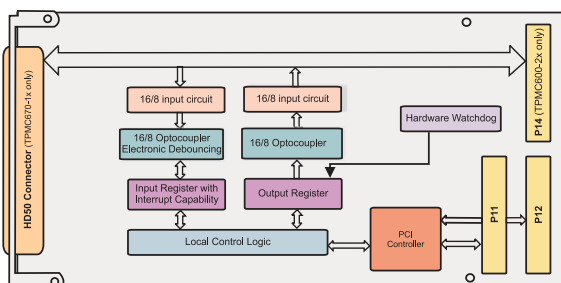 HD50 Connector (TPMC670-1x only)
P14 (TPMC600-2x only)
16/8 input circuit
16/8 input circuit
Hardware Watchdog
16/8 Optocoupler
Electronic Debouncing
16/8 Optocoupler
Input Register with
Interrupt Capability
Output Register
P11
P12
Local Control Logic
PCI
Controller